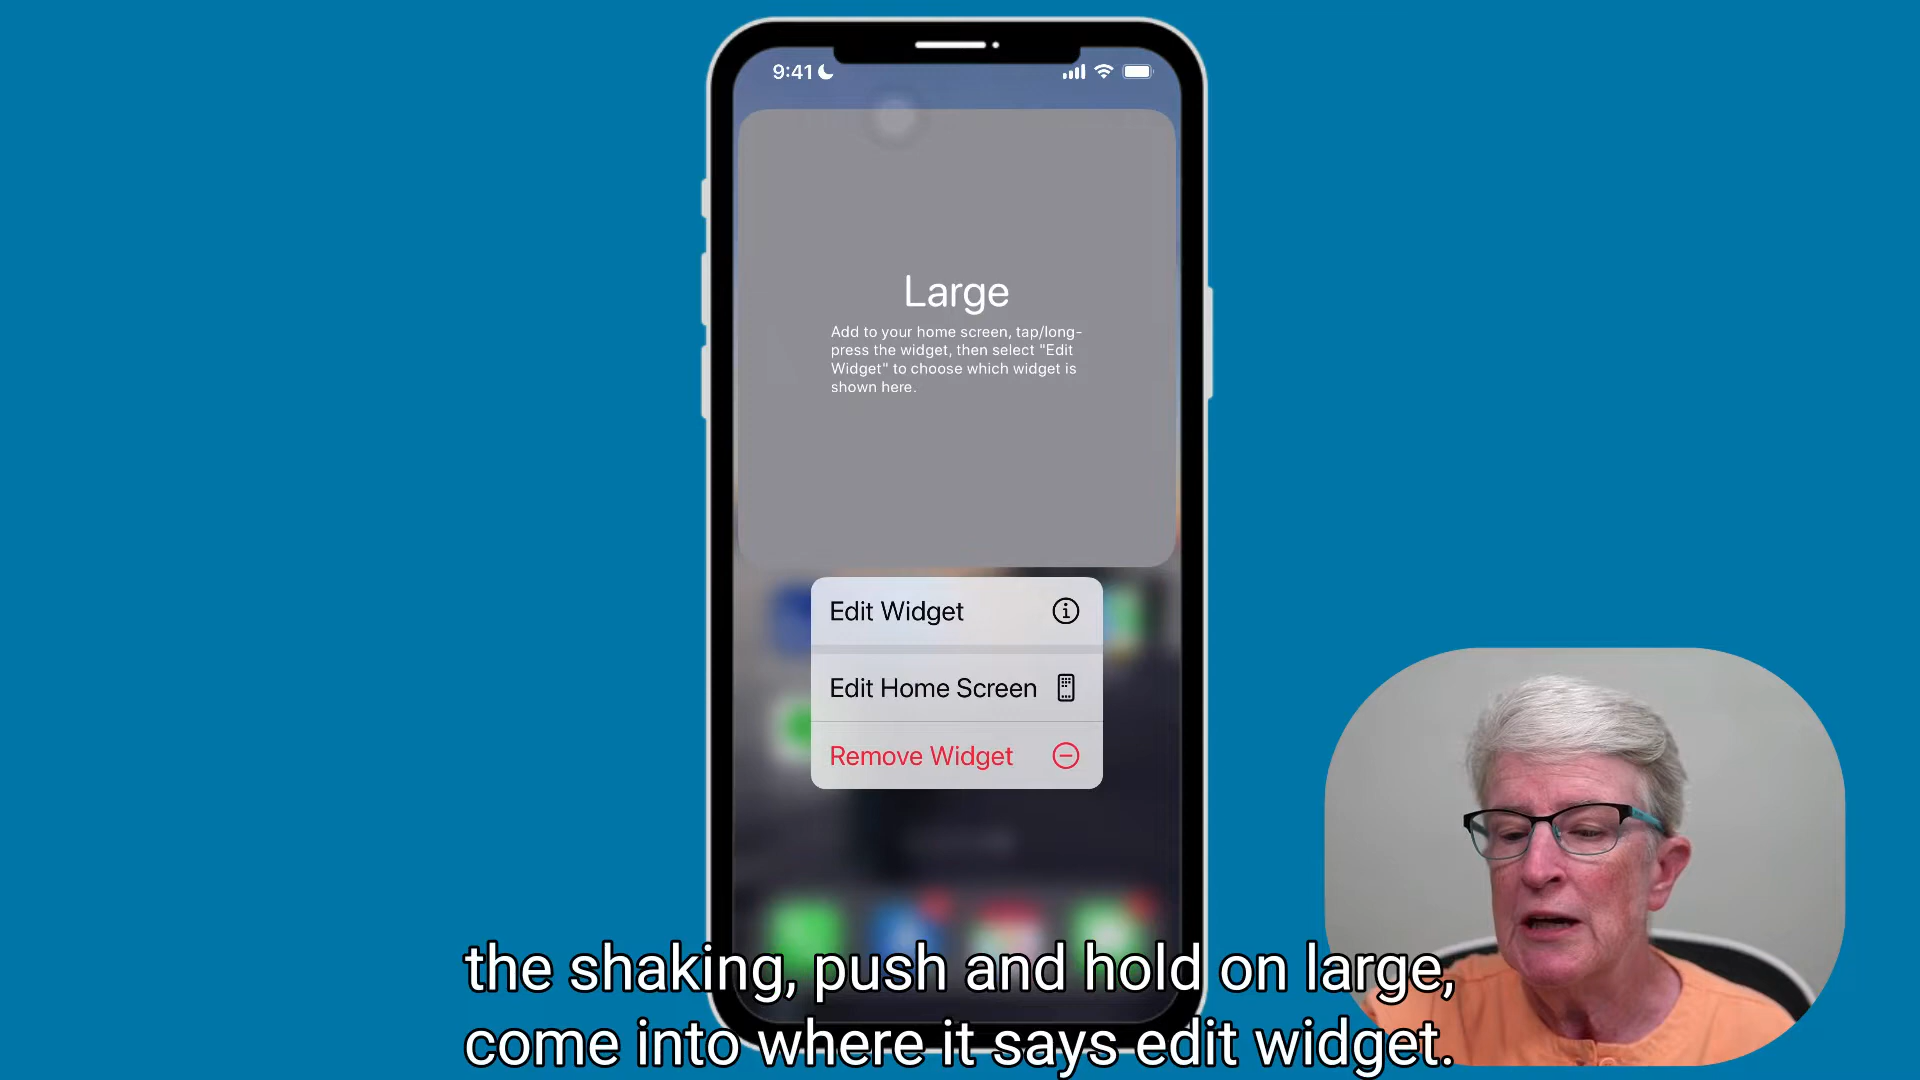 9:41
Large
Add to your home screen, tap/long-
press the widget, then select "Edit
Widget" to choose which widget is
shown here.
Edit Widget
Edit Home Screen
Remove Widget
the shaking, push and hold on large,
come into where it says edit widget.